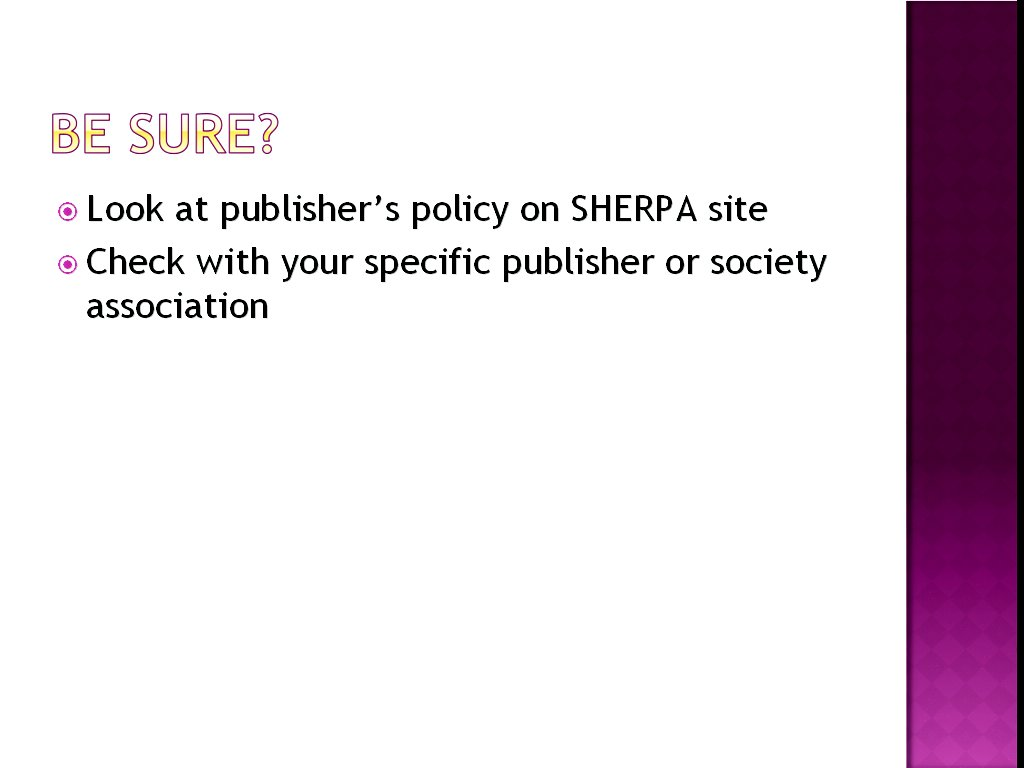 BE SURE?
Look at publisher’s policy on SHERPA site
Check with your specific publisher or society
association